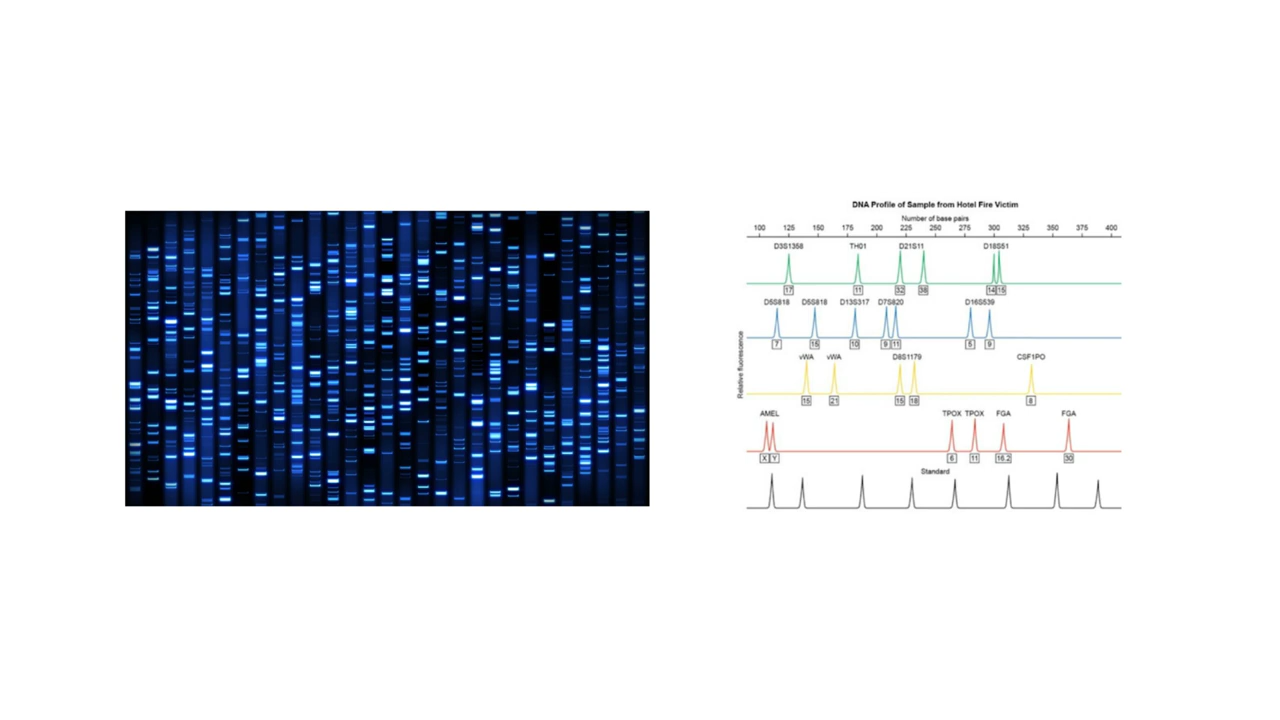 DNA Profile of Sample from Hotel Fire Victim
Number of base pairs
100 125 150 175 200 225 250 275 300 325 350 375 400
D3S1358 TH01 D21S11 D18S51
17 11 32 38 14 15
D5S818 D5S818 D13S317 D7S820 D16S539
7 15 10 9 11 5 9
Relative fluorescence
vWA vWA D8S1179 CSF1PO
15 21 15 18 8
AMEL TPOX TPOX FGA FGA
X Y 6 11 16.2 30
Standard